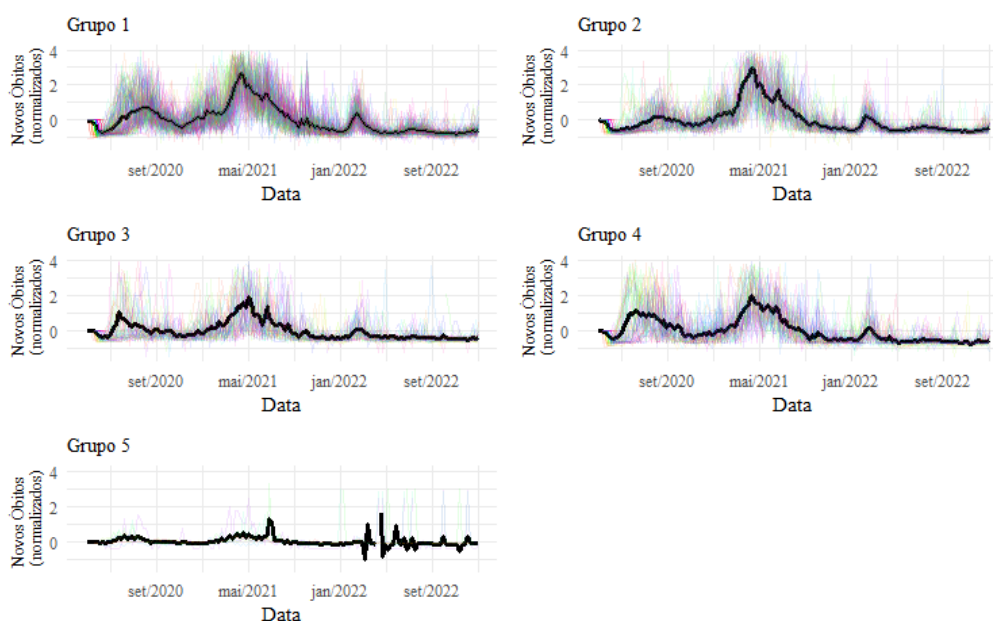 Grupo 1
Novos Óbitos
(normalizados)
4
2
0
set/2020
mai/2021
jan/2022
set/2022
Data
Grupo 2
Novos Óbitos
(normalizados)
4
2
0
set/2020
mai/2021
jan/2022
set/2022
Data
Grupo 3
Novos Óbitos
(normalizados)
4
2
0
set/2020
mai/2021
jan/2022
set/2022
Data
Grupo 4
Novos Óbitos
(normalizados)
4
2
0
set/2020
mai/2021
jan/2022
set/2022
Data
Grupo 5
Novos Óbitos
(normalizados)
4
2
0
set/2020
mai/2021
jan/2022
set/2022
Data